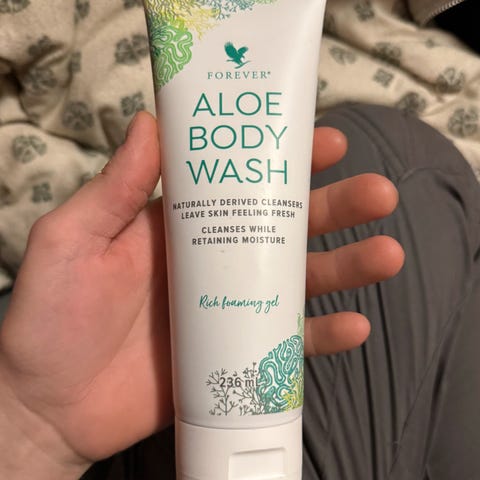 FOREVER®
ALOE
BODY
WASH
NATURALLY DERIVED CLEANSERS
LEAVE SKIN FEELING FRESH
CLEANSES WHILE
RETAINING MOISTURE
Rich foaming gel
236 ml